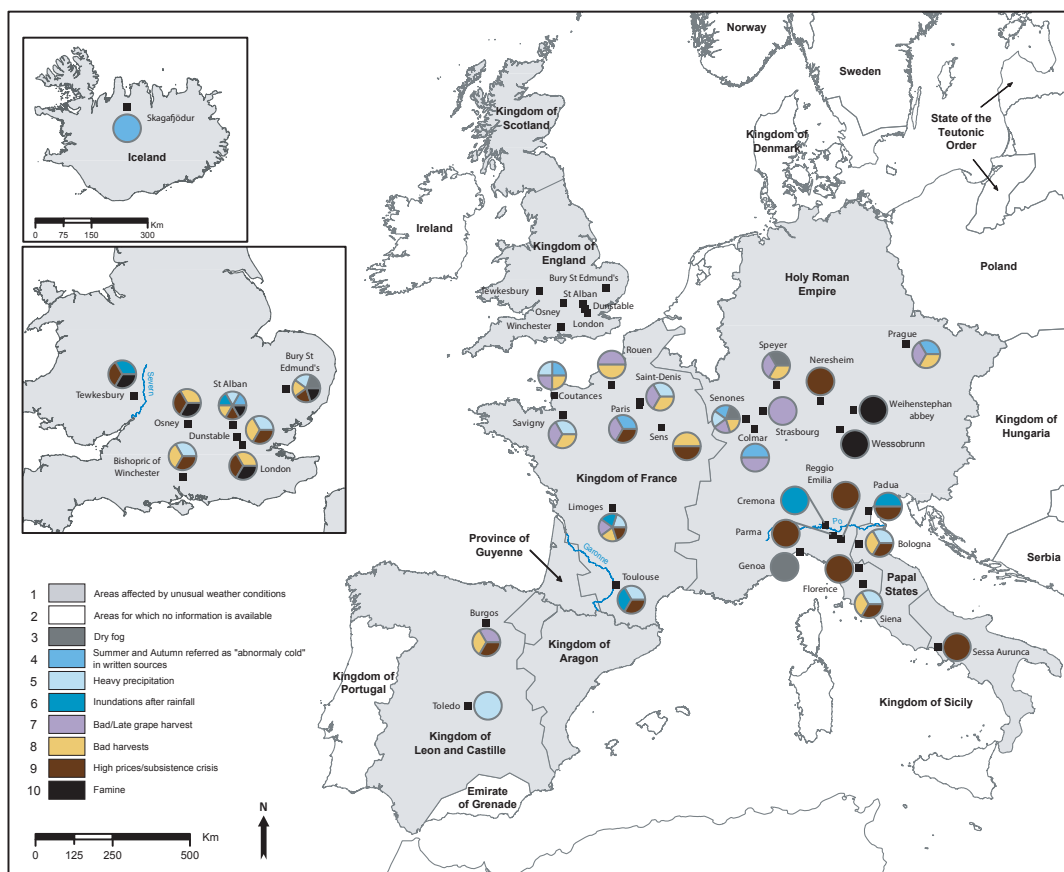 Skagafjödur
Iceland
0 75 150 300
Km
Severn
Tewkesbury
Osney
St Alban
Bury St
Edmund's
Dunstable
Bishopric of
Winchester
London
Norway
Sweden
Kingdom of
Scotland
Kingdom of
Denmark
State of the
Teutonic
Order
Ireland
Kingdom of
England
Bury St Edmund's
Tewkesbury
St Alban
Osney
Dunstable
Winchester
London
Holy Roman
Empire
Poland
Rouen
Prague
Speyer
Neresheim
Saint-Denis
Coutances
Senones
Weihenstephan
abbey
Savigny
Paris
Sens
Colmar
Strasbourg
Wessobrunn
Kingdom of
Hungaria
Kingdom of France
Reggio
Emilia
Padua
Cremona
Limoges
Parma
Po
Bologna
Province of
Guyenne
Garonne
Genoa
Toulouse
Florence
Papal
States
Serbia
Siena
Burgos
Kingdom of
Aragon
Sessa Aurunca
Kingdom of
Portugal
Toledo
Kingdom of
Leon and Castille
Kingdom of Sicily
Emirate
of Grenade
1 Areas affected by unusual weather conditions
2 Areas for which no information is available
3 Dry fog
4 Summer and Autumn referred as "abnormaly cold"
in written sources
5 Heavy precipitation
6 Inundations after rainfall
7 Bad/Late grape harvest
8 Bad harvests
9 High prices/subsistence crisis
10 Famine
N
Km
0 125 250 500